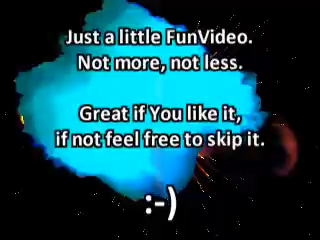 Just a little FunVideo.
Not more, not less.
Great if You like it,
if not feel free to skip it.
:-)